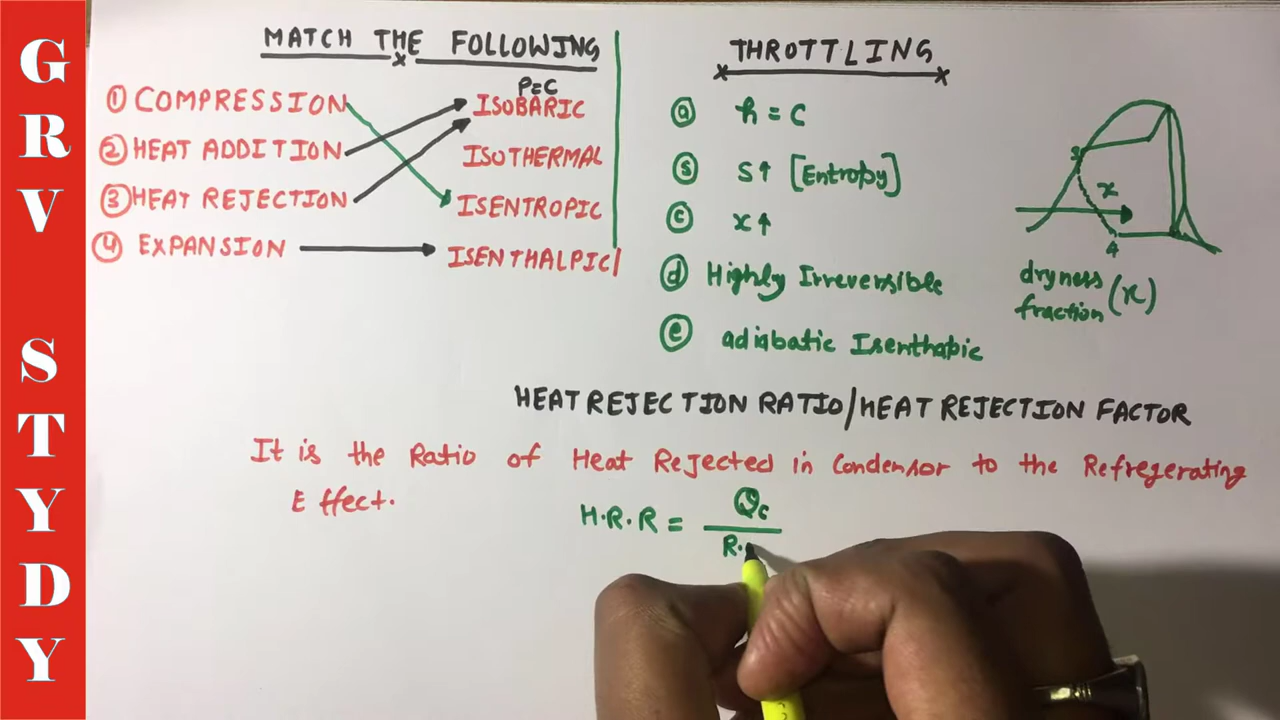 GRV STYDY
MATCH THE FOLLOWING
① COMPRESSION
② HEAT ADDITION
③ HEAT REJECTION
④ EXPANSION
P=C
ISOBARIC
ISOTHERMAL
ISENTROPIC
ISENTHALPIC
THROTTLING
ⓐ h = C
ⓢ S↑ [Entropy]
ⓒ x↑
ⓓ Highly Irreversible
ⓔ adiabatic Isenthapic
3
x
4
dryness
fraction (x)
HEAT REJECTION RATIO/HEAT REJECTION FACTOR
It is the Ratio of Heat Rejected in Condensor to the Refregerating
Effect.
H.R.R = Qc
R.